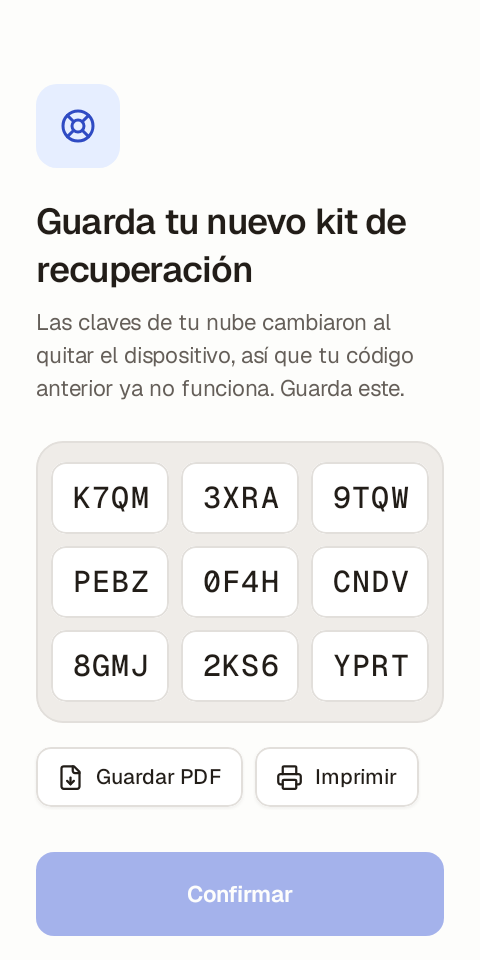 Guarda tu nuevo kit de
recuperación
Las claves de tu nube cambiaron al
quitar el dispositivo, así que tu código
anterior ya no funciona. Guarda este.
K7QM 3XRA 9TQW
PEBZ 0F4H CNDV
8GMJ 2KS6 YPRT
Guardar PDF Imprimir
Confirmar